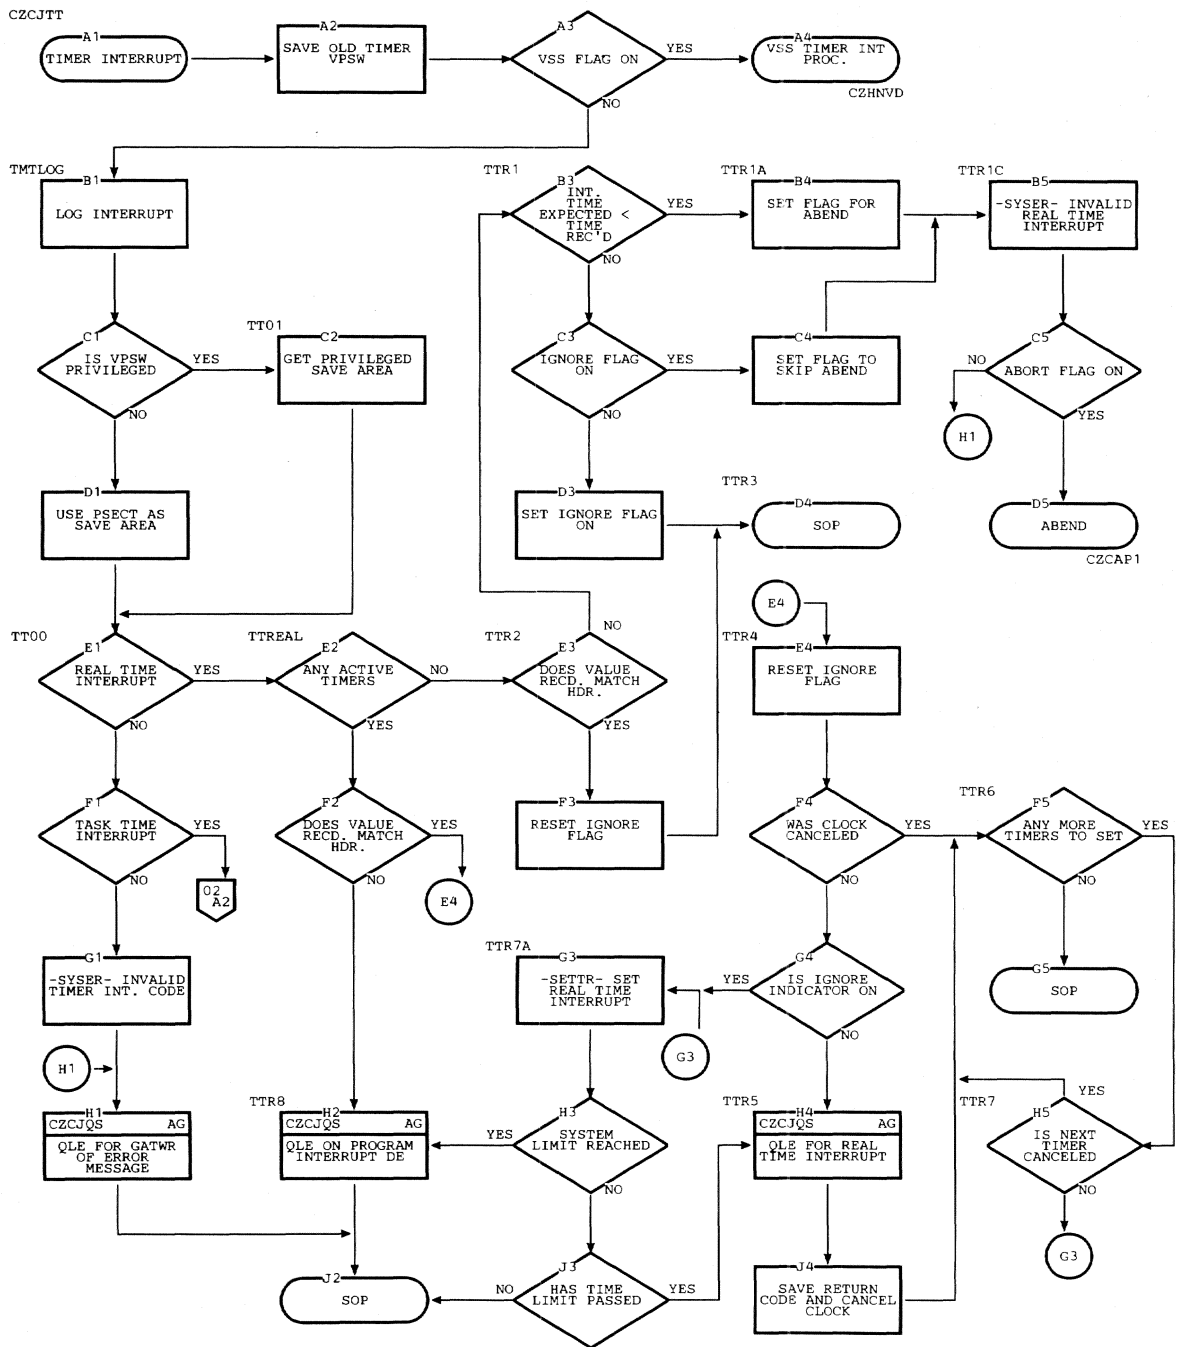 CZCJTT
A1
TIMER INTERRUPT
A2
SAVE OLD TIMER
VPSW
A3
VSS FLAG ON
YES
NO
A4
VSS TIMER INT
PROC.
CZHNVD
TMTLOG
B1
LOG INTERRUPT
TTR1
B3
INT.
TIME
EXPECTED <
TIME
REC'D
YES
NO
TTR1A
B4
SET FLAG FOR
ABEND
TTR1C
B5
-SYSER- INVALID
REAL TIME
INTERRUPT
C1
IS VPSW
PRIVILEGED
YES
NO
TT01
C2
GET PRIVILEGED
SAVE AREA
C3
IGNORE FLAG
ON
YES
NO
C4
SET FLAG TO
SKIP ABEND
C5
ABORT FLAG ON
NO
YES
H1
D1
USE PSECT AS
SAVE AREA
D3
SET IGNORE FLAG
ON
TTR3
D4
SOP
D5
ABEND
CZCAP1
E4
TT00
E1
REAL TIME
INTERRUPT
YES
NO
TTREAL
E2
ANY ACTIVE
TIMERS
NO
YES
TTR2
E3
DOES VALUE
RECD. MATCH
HDR.
NO
YES
TTR4
E4
RESET IGNORE
FLAG
F1
TASK TIME
INTERRUPT
YES
NO
02
A2
F2
DOES VALUE
RECD. MATCH
HDR.
YES
NO
E4
F3
RESET IGNORE
FLAG
F4
WAS CLOCK
CANCELED
YES
NO
TTR6
F5
ANY MORE
TIMERS TO SET
YES
NO
G1
-SYSER- INVALID
TIMER INT. CODE
TTR7A
G3
-SETTR- SET
REAL TIME
INTERRUPT
G4
IS IGNORE
INDICATOR ON
YES
NO
G3
G5
SOP
H1
H1
CZCJQS AG
QLE FOR GATWR
OF ERROR
MESSAGE
TTR8
H2
CZCJQS AG
QLE ON PROGRAM
INTERRUPT DE
H3
SYSTEM
LIMIT REACHED
YES
NO
TTR5
H4
CZCJQS AG
QLE FOR REAL
TIME INTERRUPT
TTR7
H5
IS NEXT
TIMER
CANCELED
YES
NO
G3
J2
SOP
J3
HAS TIME
LIMIT PASSED
NO
YES
J4
SAVE RETURN
CODE AND CANCEL
CLOCK